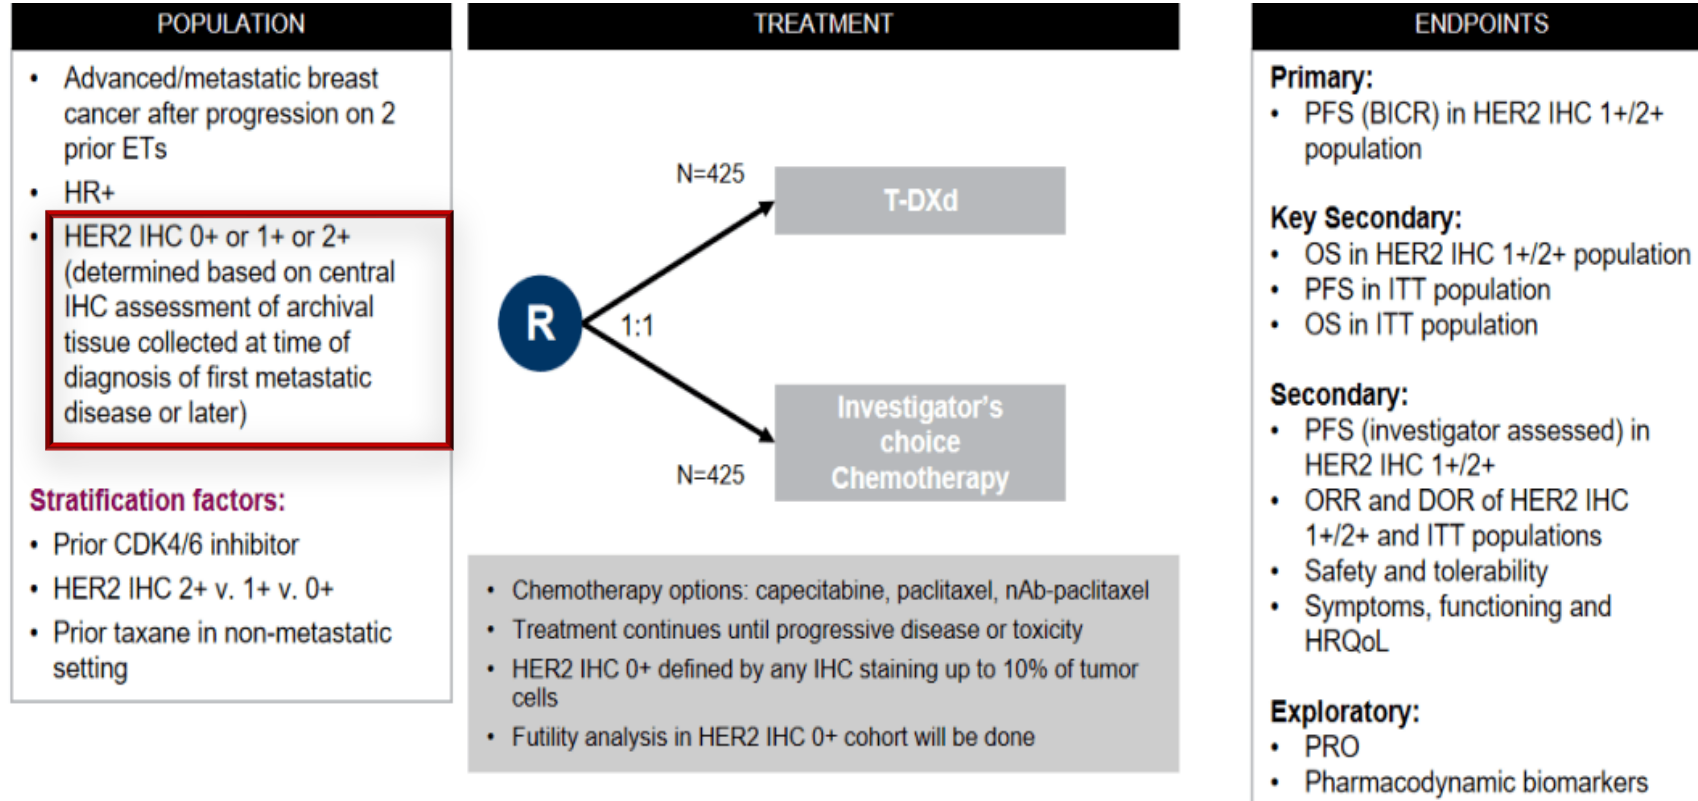 POPULATION
• Advanced/metastatic breast
cancer after progression on 2
prior ETs
• HR+
• HER2 IHC 0+ or 1+ or 2+
(determined based on central
IHC assessment of archival
tissue collected at time of
diagnosis of first metastatic
disease or later)
Stratification factors:
• Prior CDK4/6 inhibitor
• HER2 IHC 2+ v. 1+ v. 0+
• Prior taxane in non-metastatic
setting
TREATMENT
N=425
T-DXd
R
1:1
Investigator's
choice
Chemotherapy
N=425
• Chemotherapy options: capecitabine, paclitaxel, nAb-paclitaxel
• Treatment continues until progressive disease or toxicity
• HER2 IHC 0+ defined by any IHC staining up to 10% of tumor
cells
• Futility analysis in HER2 IHC 0+ cohort will be done
ENDPOINTS
Primary:
• PFS (BICR) in HER2 IHC 1+/2+
population
Key Secondary:
• OS in HER2 IHC 1+/2+ population
• PFS in ITT population
• OS in ITT population
Secondary:
• PFS (investigator assessed) in
HER2 IHC 1+/2+
• ORR and DOR of HER2 IHC
1+/2+ and ITT populations
• Safety and tolerability
• Symptoms, functioning and
HRQoL
Exploratory:
• PRO
• Pharmacodynamic biomarkers